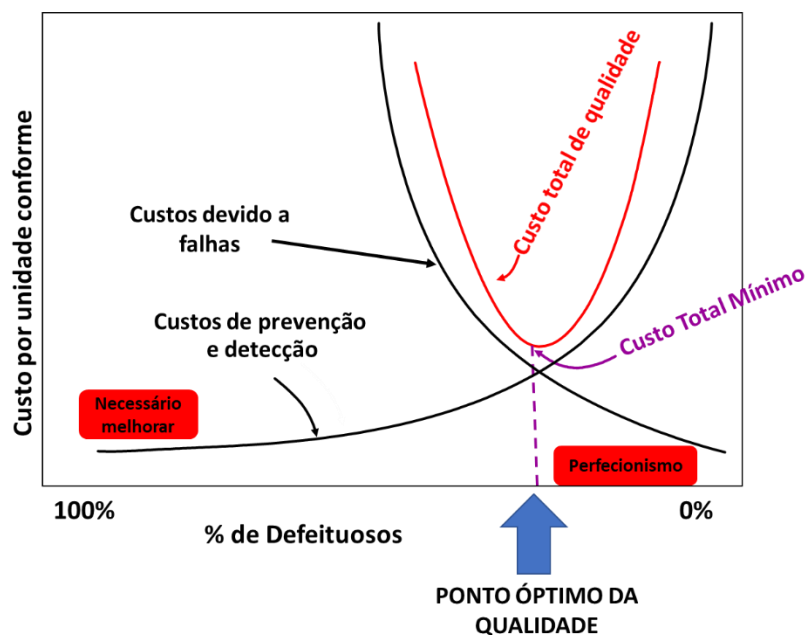 Custo por unidade conforme
Custo total de qualidade
Custos devido a
falhas
Custo Total Mínimo
Custos de prevenção
e detecção
Necessário
melhorar
Perfecionismo
100%
0%
% de Defeituosos
PONTO ÓPTIMO DA
QUALIDADE